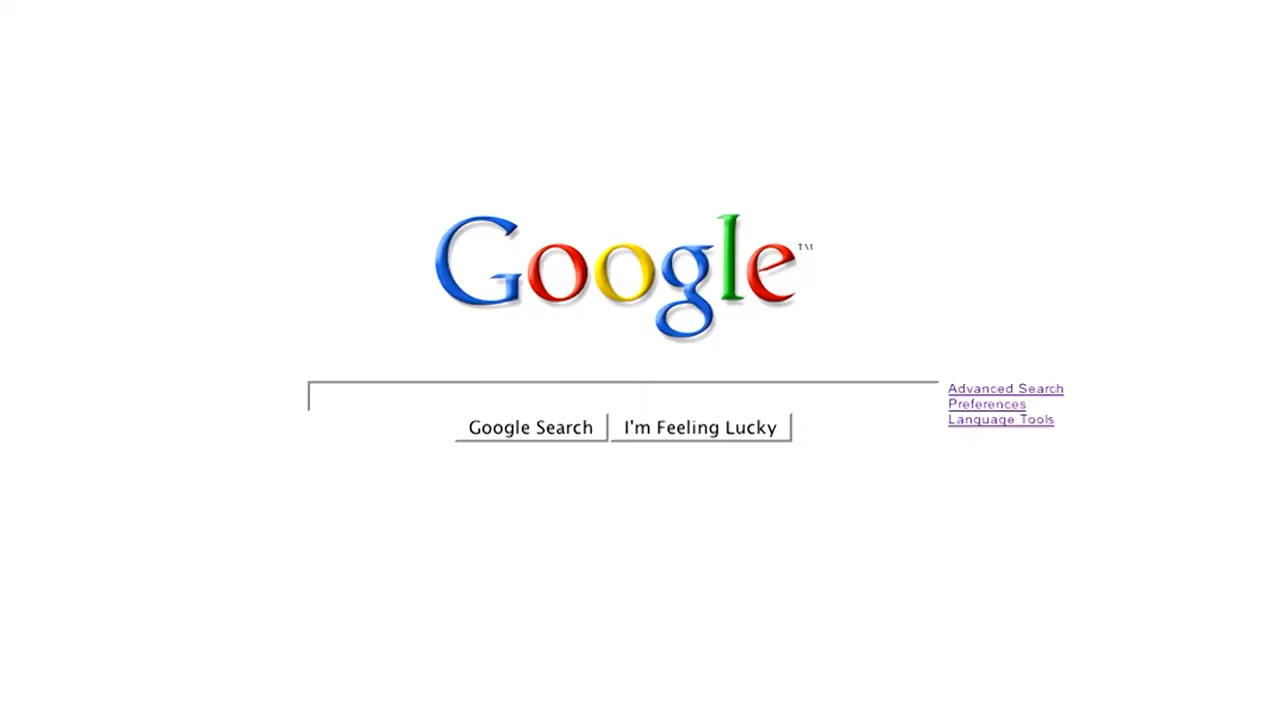 Google™
Advanced Search
Preferences
Language Tools
Google Search
I'm Feeling Lucky